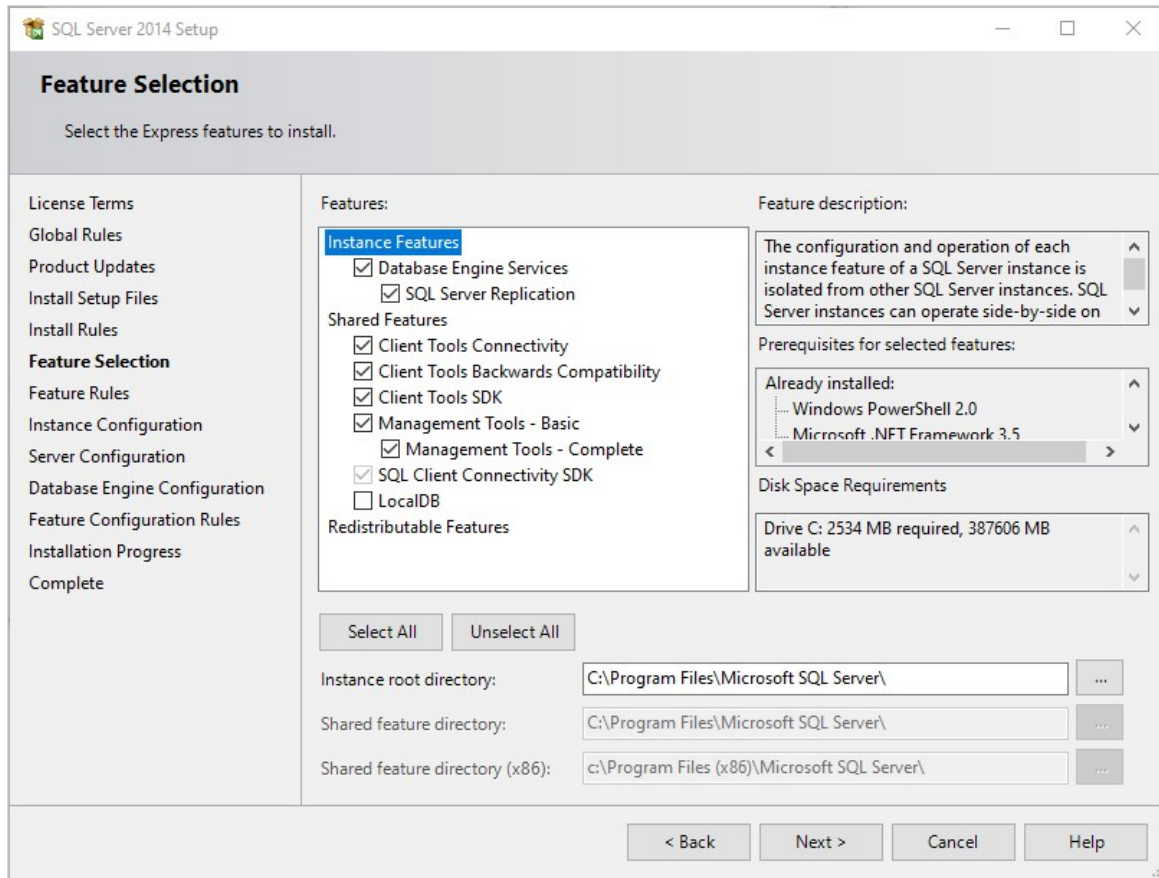 SQL Server 2014 Setup
Feature Selection
Select the Express features to install.
License Terms
Global Rules
Product Updates
Install Setup Files
Install Rules
Feature Selection
Feature Rules
Instance Configuration
Server Configuration
Database Engine Configuration
Feature Configuration Rules
Installation Progress
Complete
Features:
Instance Features
Database Engine Services
SQL Server Replication
Shared Features
Client Tools Connectivity
Client Tools Backwards Compatibility
Client Tools SDK
Management Tools - Basic
Management Tools - Complete
SQL Client Connectivity SDK
LocalDB
Redistributable Features
Feature description:
The configuration and operation of each
instance feature of a SQL Server instance is
isolated from other SQL Server instances. SQL
Server instances can operate side-by-side on
Prerequisites for selected features:
Already installed:
Windows PowerShell 2.0
Microsoft .NET Framework 3.5
Disk Space Requirements
Drive C: 2534 MB required, 387606 MB
available
Select All
Unselect All
Instance root directory:
C:\Program Files\Microsoft SQL Server\
...
Shared feature directory:
C:\Program Files\Microsoft SQL Server\
...
Shared feature directory (x86):
c:\Program Files (x86)\Microsoft SQL Server\
...
< Back
Next >
Cancel
Help